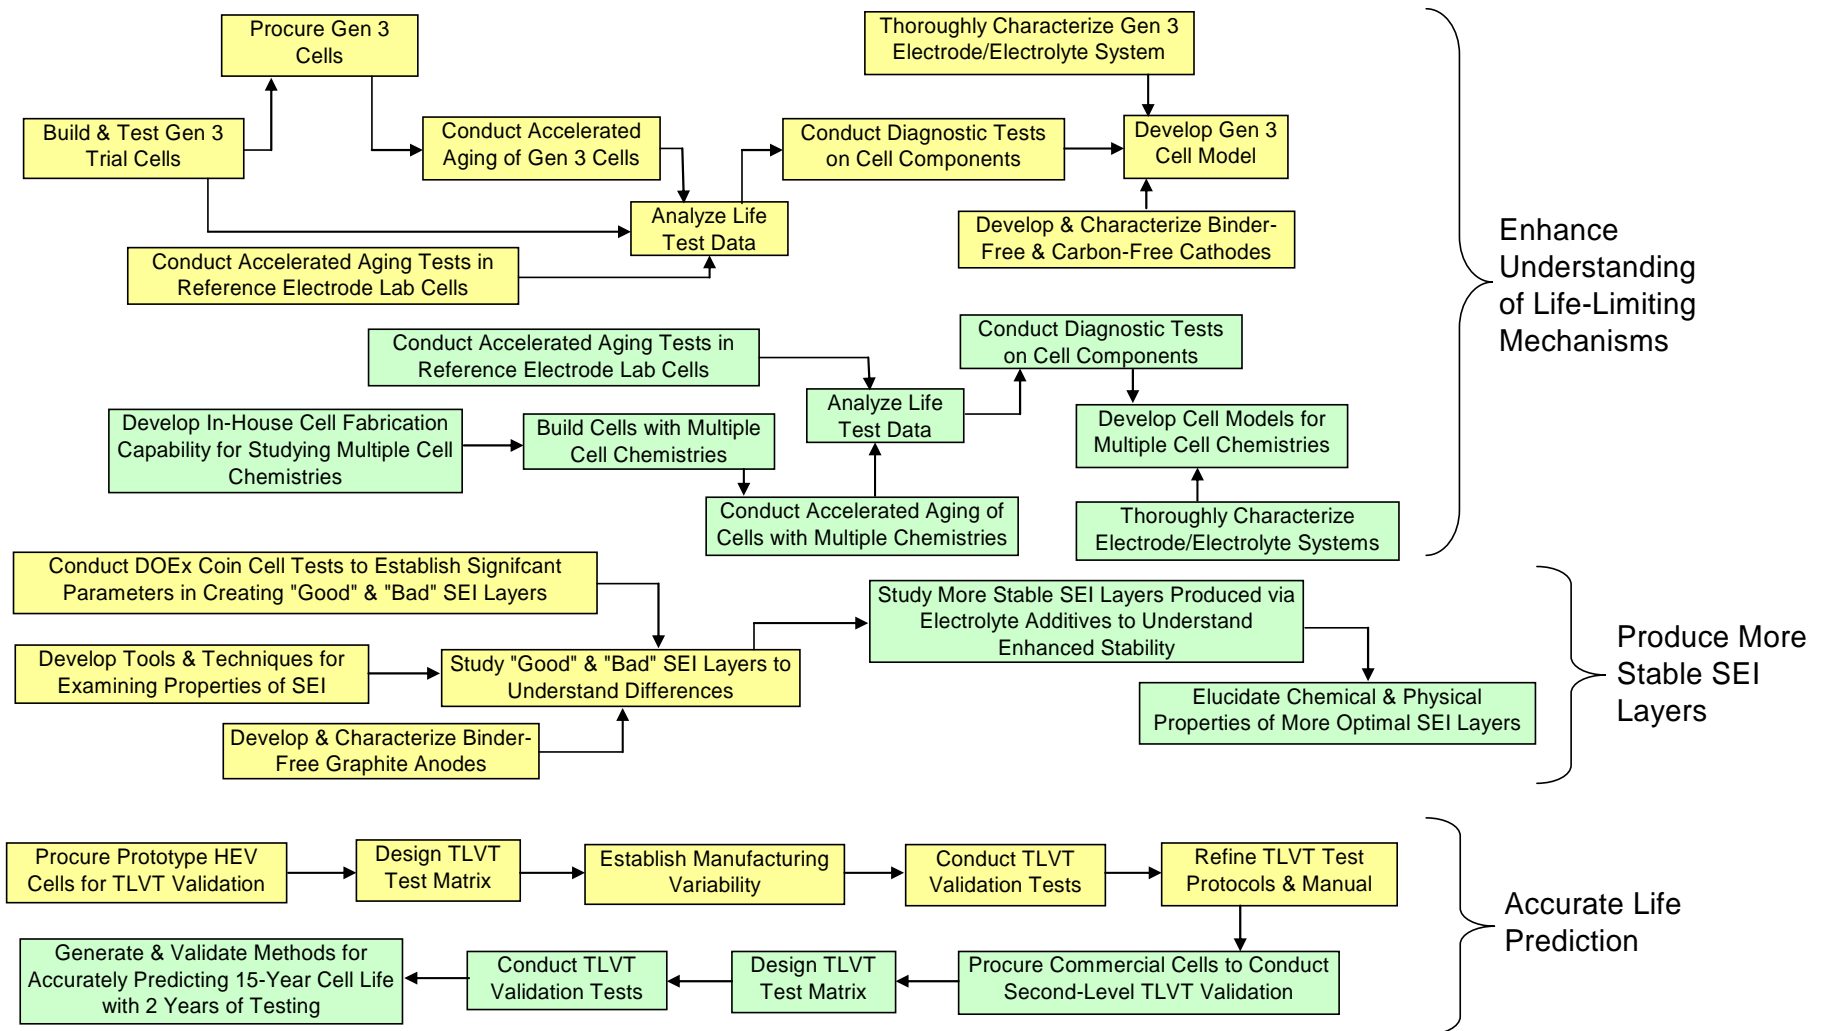 Procure Gen 3
Cells
Thoroughly Characterize Gen 3
Electrode/Electrolyte System
Build & Test Gen 3
Trial Cells
Conduct Accelerated
Aging of Gen 3 Cells
Conduct Diagnostic Tests
on Cell Components
Develop Gen 3
Cell Model
Analyze Life
Test Data
Develop & Characterize Binder-
Free & Carbon-Free Cathodes
Conduct Accelerated Aging Tests in
Reference Electrode Lab Cells
Enhance
Understanding
of Life-Limiting
Mechanisms
Conduct Accelerated Aging Tests in
Reference Electrode Lab Cells
Conduct Diagnostic Tests
on Cell Components
Analyze Life
Test Data
Develop In-House Cell Fabrication
Capability for Studying Multiple Cell
Chemistries
Build Cells with Multiple
Cell Chemistries
Develop Cell Models for
Multiple Cell Chemistries
Conduct Accelerated Aging of
Cells with Multiple Chemistries
Thoroughly Characterize
Electrode/Electrolyte Systems
Conduct DOEx Coin Cell Tests to Establish Signifcant
Parameters in Creating "Good" & "Bad" SEI Layers
Study More Stable SEI Layers Produced via
Electrolyte Additives to Understand
Enhanced Stability
Develop Tools & Techniques for
Examining Properties of SEI
Study "Good" & "Bad" SEI Layers to
Understand Differences
Elucidate Chemical & Physical
Properties of More Optimal SEI Layers
Develop & Characterize Binder-
Free Graphite Anodes
Produce More
Stable SEI
Layers
Procure Prototype HEV
Cells for TLVT Validation
Design TLVT
Test Matrix
Establish Manufacturing
Variability
Conduct TLVT
Validation Tests
Refine TLVT Test
Protocols & Manual
Accurate Life
Prediction
Generate & Validate Methods for
Accurately Predicting 15-Year Cell Life
with 2 Years of Testing
Conduct TLVT
Validation Tests
Design TLVT
Test Matrix
Procure Commercial Cells to Conduct
Second-Level TLVT Validation